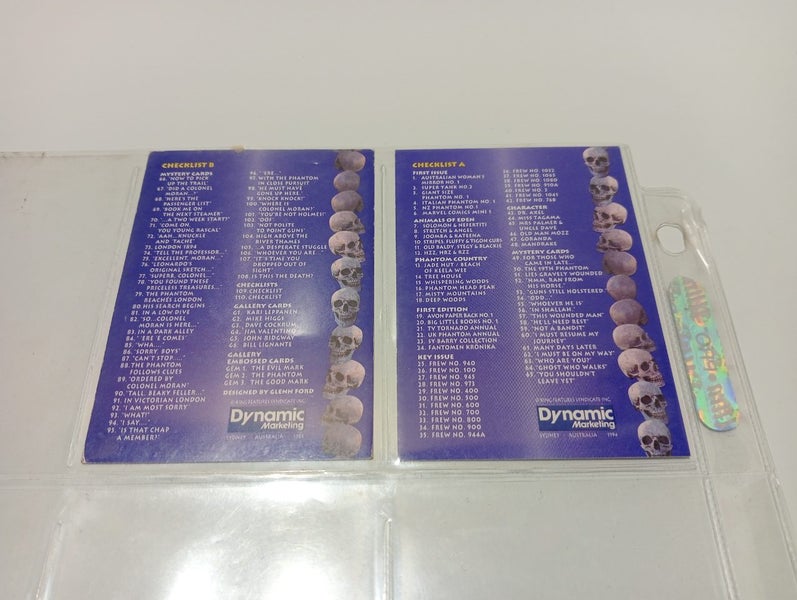 CHECKLIST B
MYSTERY CARDS
66. 'NOW TO PICK
UP THE TRAIL
67. 'DID A COLONEL
MORAN...'
68. 'HERE'S THE
PASSENGER LIST'
69. 'BOOK ME ON
THE NEXT STEAMER'
70. '...A TWO WEEK START?'
71. 'COME ON,
YOU YOUNG RASCAL'
72. 'AAH...KNUCKLE
AND TACHE'
73. LONDON 1894
74. 'TELL THE PROFESSOR...'
75. 'EXCELLENT, MORAN...'
76. 'LEONARDO'S
ORIGINAL SKETCH...'
77. 'SUPERB, COLONEL...'
78. 'YOU FOUND THESE
PRICELESS TREASURES...'
79. THE PHANTOM
REACHES LONDON
80. HIS SEARCH BEGINS
81. IN A LOW DIVE
82. 'SO...COLONEL
MORAN IS HERE...
83. IN A DARK ALLEY
84. ''ERE 'E COMES'
85. 'WHA...'
86. 'SORRY, BOYS'
87. 'CAN'T STOP...'
88. THE PHANTOM
FOLLOWS CLUES
89. 'ORDERED BY
COLONEL MORAN'
90. 'TALL, BEAKY FELLER...'
91. IN VICTORIAN LONDON
92. 'I AM MOST SORRY'
93. 'WHAT!'
94. 'I SAY...'
95. 'IS THAT CHAP
A MEMBER?'
96. ''ERE...
97. WITH THE PHANTOM
IN CLOSE PURSUIT
98. 'HE MUST HAVE
GONE UP HERE.'
99. 'KNOCK KNOCK!'
100. 'WHERE IS
COLONEL MORAN?'
101. 'YOU'RE NOT HOLMES!'
102. 'OOF'
103. 'NOT POLITE
TO POINT GUNS'
104. HIGH ABOVE THE
RIVER THAMES
105. '...A DESPERATE STUGGLE
106. 'WHOEVER YOU ARE...'
107. 'IT'S TIME YOU
DROPPED OUT OF
SIGHT'
108. IS THIS THE DEATH?
CHECKLISTS
109. CHECKLIST
110. CHECKLIST
GALLERY CARDS
G1. KARI LEPPANEN
G2. MIKE HIGGS
G3. DAVE COCKRUM
G4. JIM VALENTINO
G5. JOHN RIDGWAY
G6. BILL LIGNANTE
GALLERY
EMBOSSED CARDS
GEM 1. THE EVIL MARK
GEM 2. THE PHANTOM
GEM 3. THE GOOD MARK
DESIGNED BY GLENN FORD
© KING FEATURES SYNDICATE INC.
Dynamic
Marketing
SYDNEY · AUSTRALIA
CHECKLIST A
FIRST ISSUE
1. AUSTRALIAN WOMAN'S
MIRROR NO. 1
2. SUPER YANK NO.2
3. GIANT SIZE
PHANTOM NO. 1
4. ITALIAN PHANTOM NO. 1
5. NZ PHANTOM NO. 1
6. MARVEL COMICS MINI 1
ANIMALS OF EDEN
7. SOLOMON & NEFERTITI
8. STRETCH & ANGEL
9. JOOMBA & KATEENA
10. STRIPES, FLUFFY & TIGON CUBS
11. OLD BALDY, STEGY & BEACHIE
12. HZZ, HRZ & KZZ
PHANTOM COUNTRY
13. JADE HUT / BEACH
OF KEELA WEE
14. TREE HOUSE
15. WHISPERING WOODS
16. PHANTOM HEAD PEAK
17. MISTY MOUNTAINS
18. DEEP WOODS
FIRST EDITION
19. AVON PAPER BACK NO. 1
20. BIG LITTLE BOOKS NO. 1
21. TV TORNADO ANNUAL
22. UK PHANTOM ANNUAL
23. SY-BARRY COLLECTION
24. FANTOMEN KRONIKA
KEY ISSUE
25. FREW NO. 940
26. FREW NO. 100
27. FREW NO. 945
28. FREW NO. 971
29. FREW NO. 400
30. FREW NO. 500
31. FREW NO. 600
32. FREW NO. 700
33. FREW NO. 800
34. FREW NO. 900
35. FREW NO. 944A
36. FREW NO. 1032
37. FREW NO. 1003
38. FREW NO. 1000
39. FREW NO. 910A
40. FREW NO. 7
41. FREW NO. 1041
42. FREW NO. 760
CHARACTER
43. DR. AXEL
44. MISS TAGAMA
45. MRS PALMER &
UNCLE DAVE
46. OLD MAN MOZZ
47. GORANDA
48. MANDRAKE
MYSTERY CARDS
49. FOR THOSE WHO
CAME IN LATE...
50. THE 19TH PHANTOM
51. LIES GRAVELY WOUNDED
52. 'HMM, RAN FROM
HIS HORSE'
53. 'GUNS STILL HOLSTERED'
54. 'ODD...
55. 'WHOEVER HE IS'
56. 'INSHALLAH.
57. 'THIS WOUNDED MAN'
58. 'HE'LL NEED REST'
59. 'NOT A BANDIT'
60. 'I MUST RESUME MY
JOURNEY'
61. MANY DAYS LATER
62. 'I MUST BE ON MY WAY'
63. 'WHO ARE YOU?'
64. 'GHOST WHO WALKS'
65. 'YOU SHOULDN'T
LEAVE YET'
© KING FEATURES SYNDICATE INC.
Dynamic
Marketing
SYDNEY · AUSTRALIA 1994